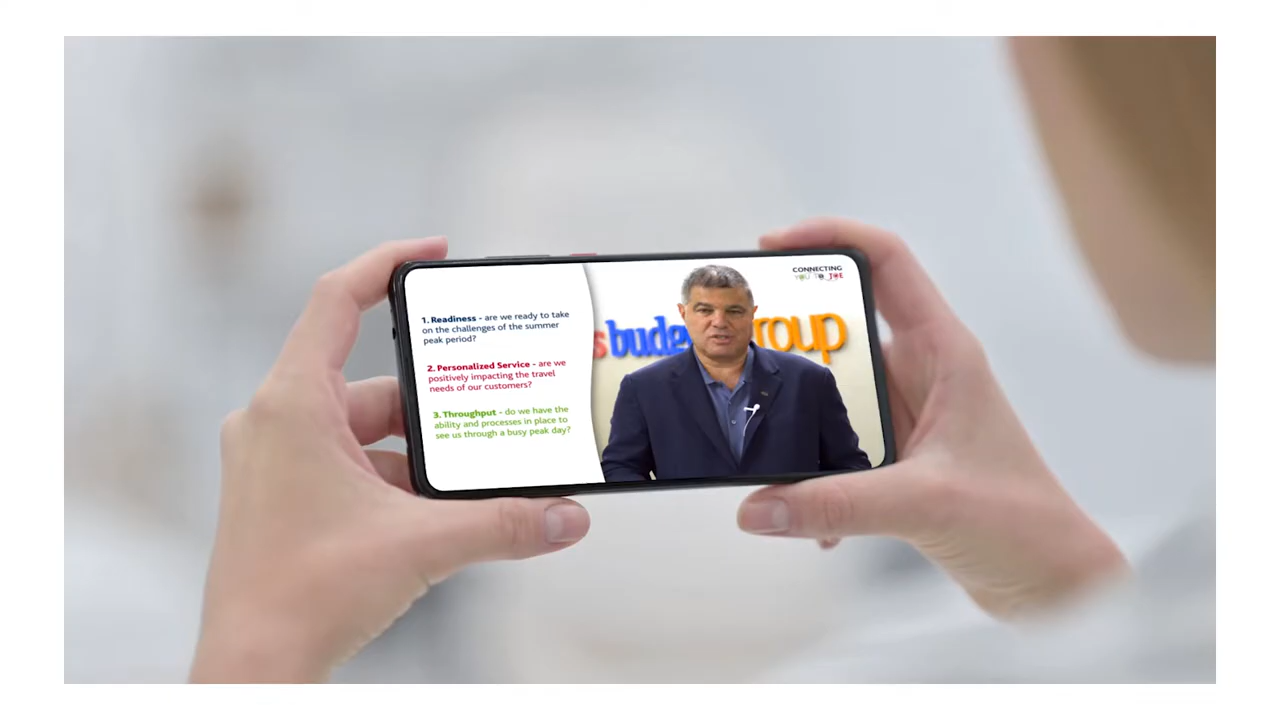 1. Readiness - are we ready to take
on the challenges of the summer
peak period?
2. Personalized Service - are we
positively impacting the travel
needs of our customers?
3. Throughput - do we have the
ability and processes in place to
see us through a busy peak day?
CONNECTING
YOU TO JOE
s budge roup